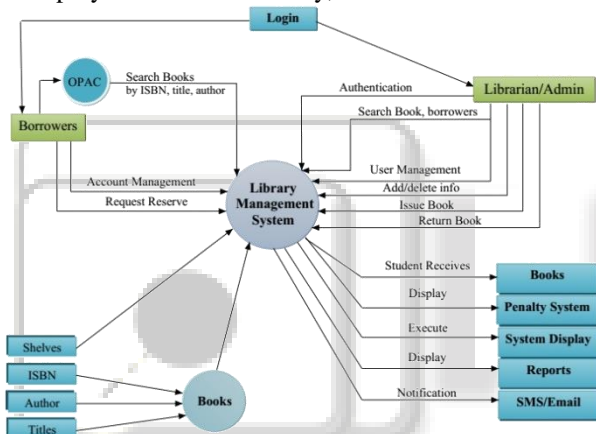 Login
OPAC
Search Books
by ISBN, title, author
Authentication
Librarian/Admin
Search Book, borrowers
Borrowers
User Management
Account Management
Library
Management
System
Add/delete info
Request Reserve
Issue Book
Return Book
Student Receives
Books
Display
Penalty System
Execute
System Display
Display
Reports
Notification
SMS/Email
Shelves
ISBN
Author
Titles
Books